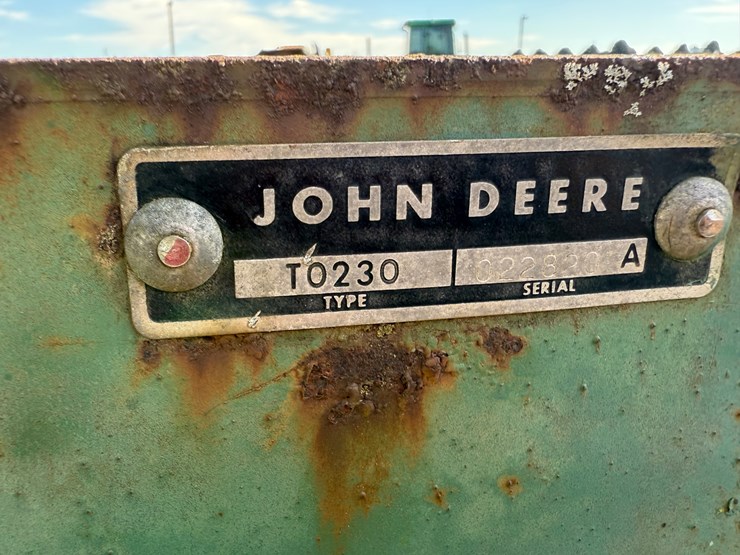 JOHN DEERE
T0230 A
TYPE SERIAL